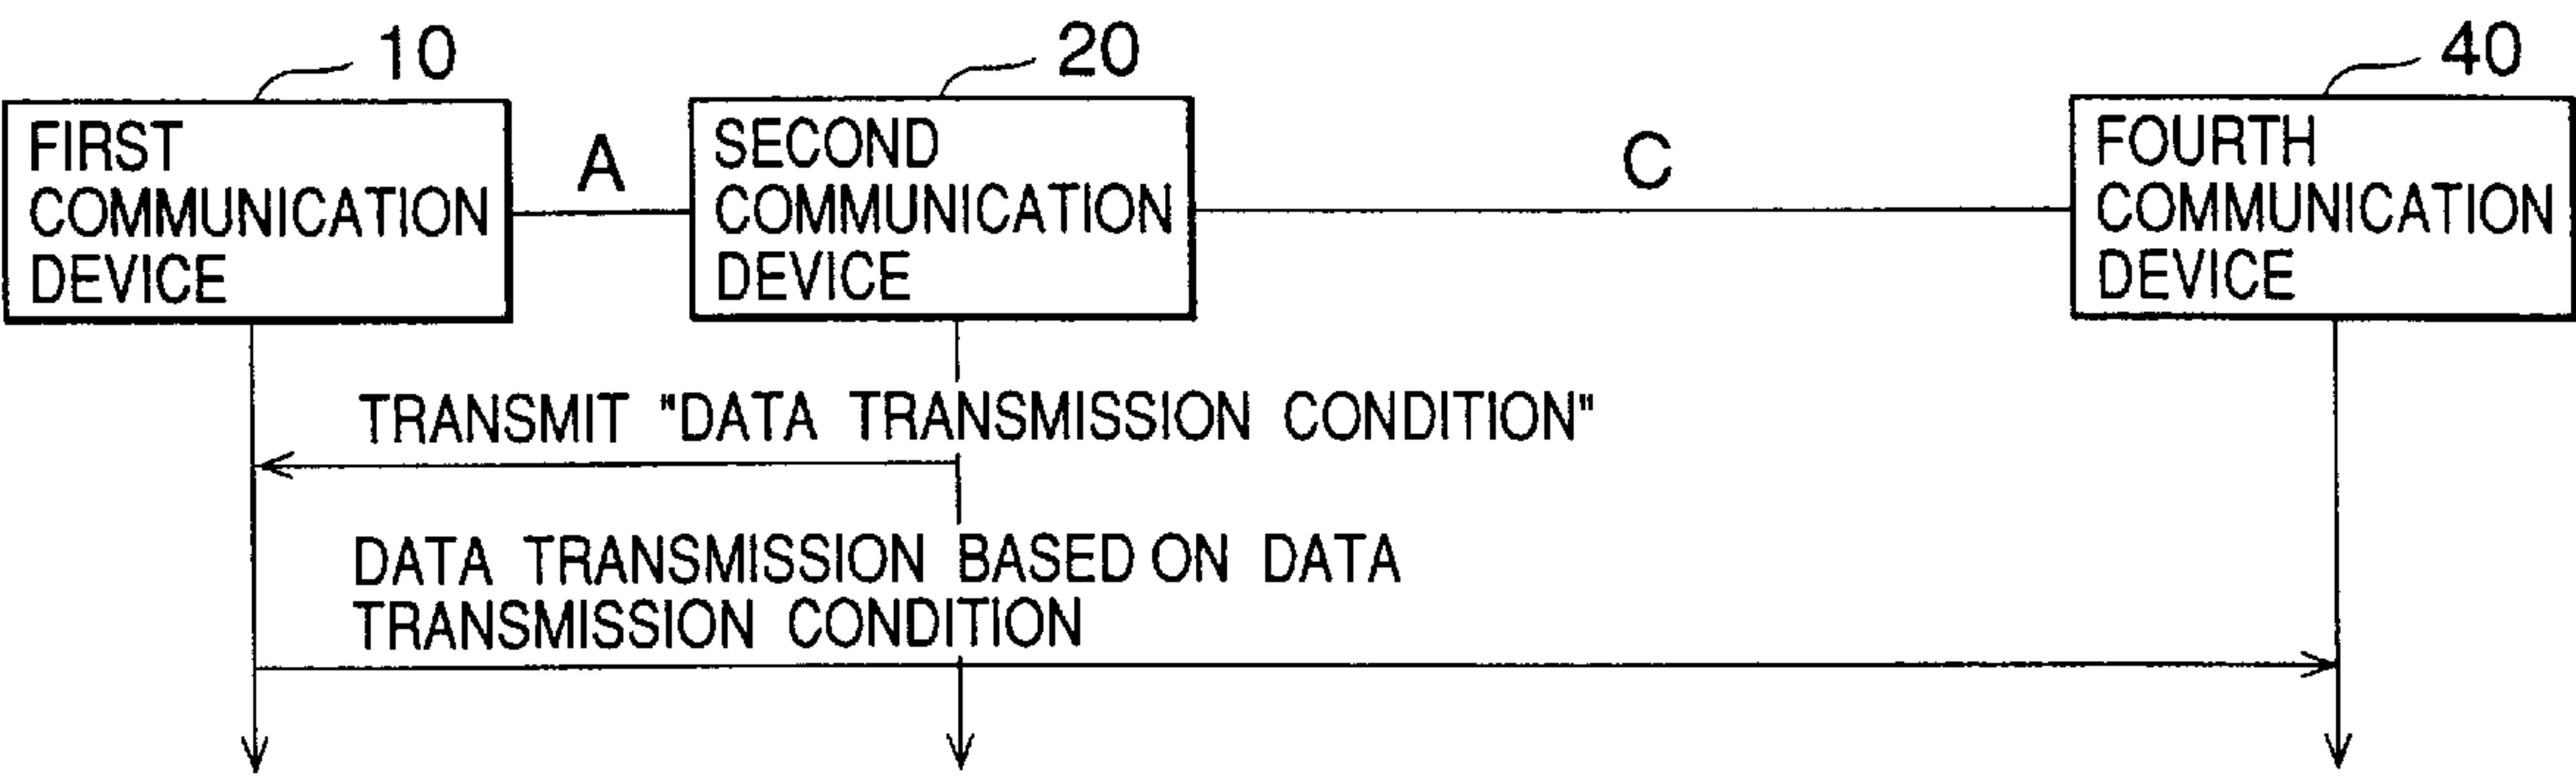 10
20
40
FIRST
COMMUNICATION
DEVICE
A
SECOND
COMMUNICATION
DEVICE
C
FOURTH
COMMUNICATION
DEVICE
TRANSMIT "DATA TRANSMISSION CONDITION"
DATA TRANSMISSION BASED ON DATA
TRANSMISSION CONDITION